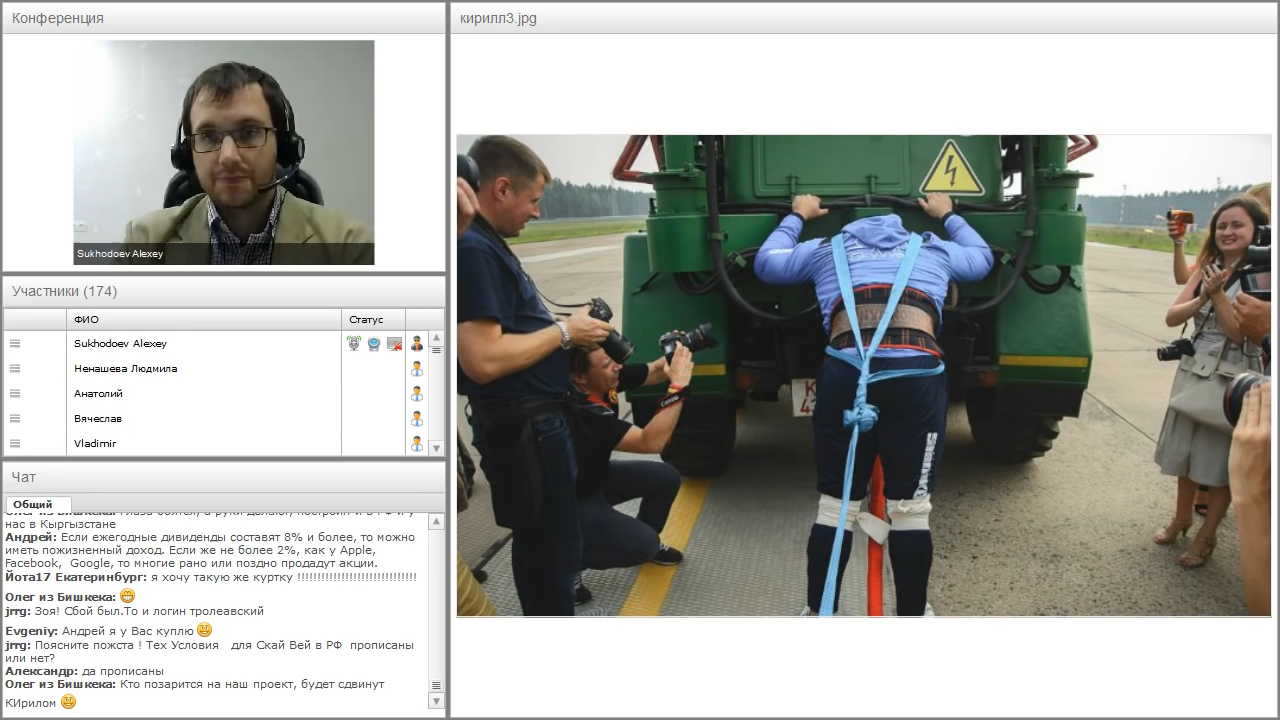 Конференция
Sukhodoev Alexey
Участники (174)
ФИО
Статус
Sukhodoev Alexey
Ненашева Людмила
Анатолий
Вячеслав
Vladimir
Чат
Общий
нас в Кыргызстане
Андрей: Если ежегодные дивиденды составят 8% и более, то можно
иметь пожизненный доход. Если же не более 2%, как у Apple,
Facebook, Google, то многие рано или поздно продадут акции.
Йота17 Екатеринбург: я хочу такую же куртку !!!!!!!!!!!!!!!!!!!!!!!!!!!!!!
Олег из Бишкека:
jrrg: Зоя! Сбой был.То и логин тролеавский
Evgeniy: Андрей я у Вас куплю
jrrg: Поясните пожста ! Тех Условия для Скай Вей в РФ прописаны
или нет?
Александр: да прописаны
Олег из Бишкека: Кто позарится на наш проект, будет сдвинут
КИрилом
кирилл3.jpg